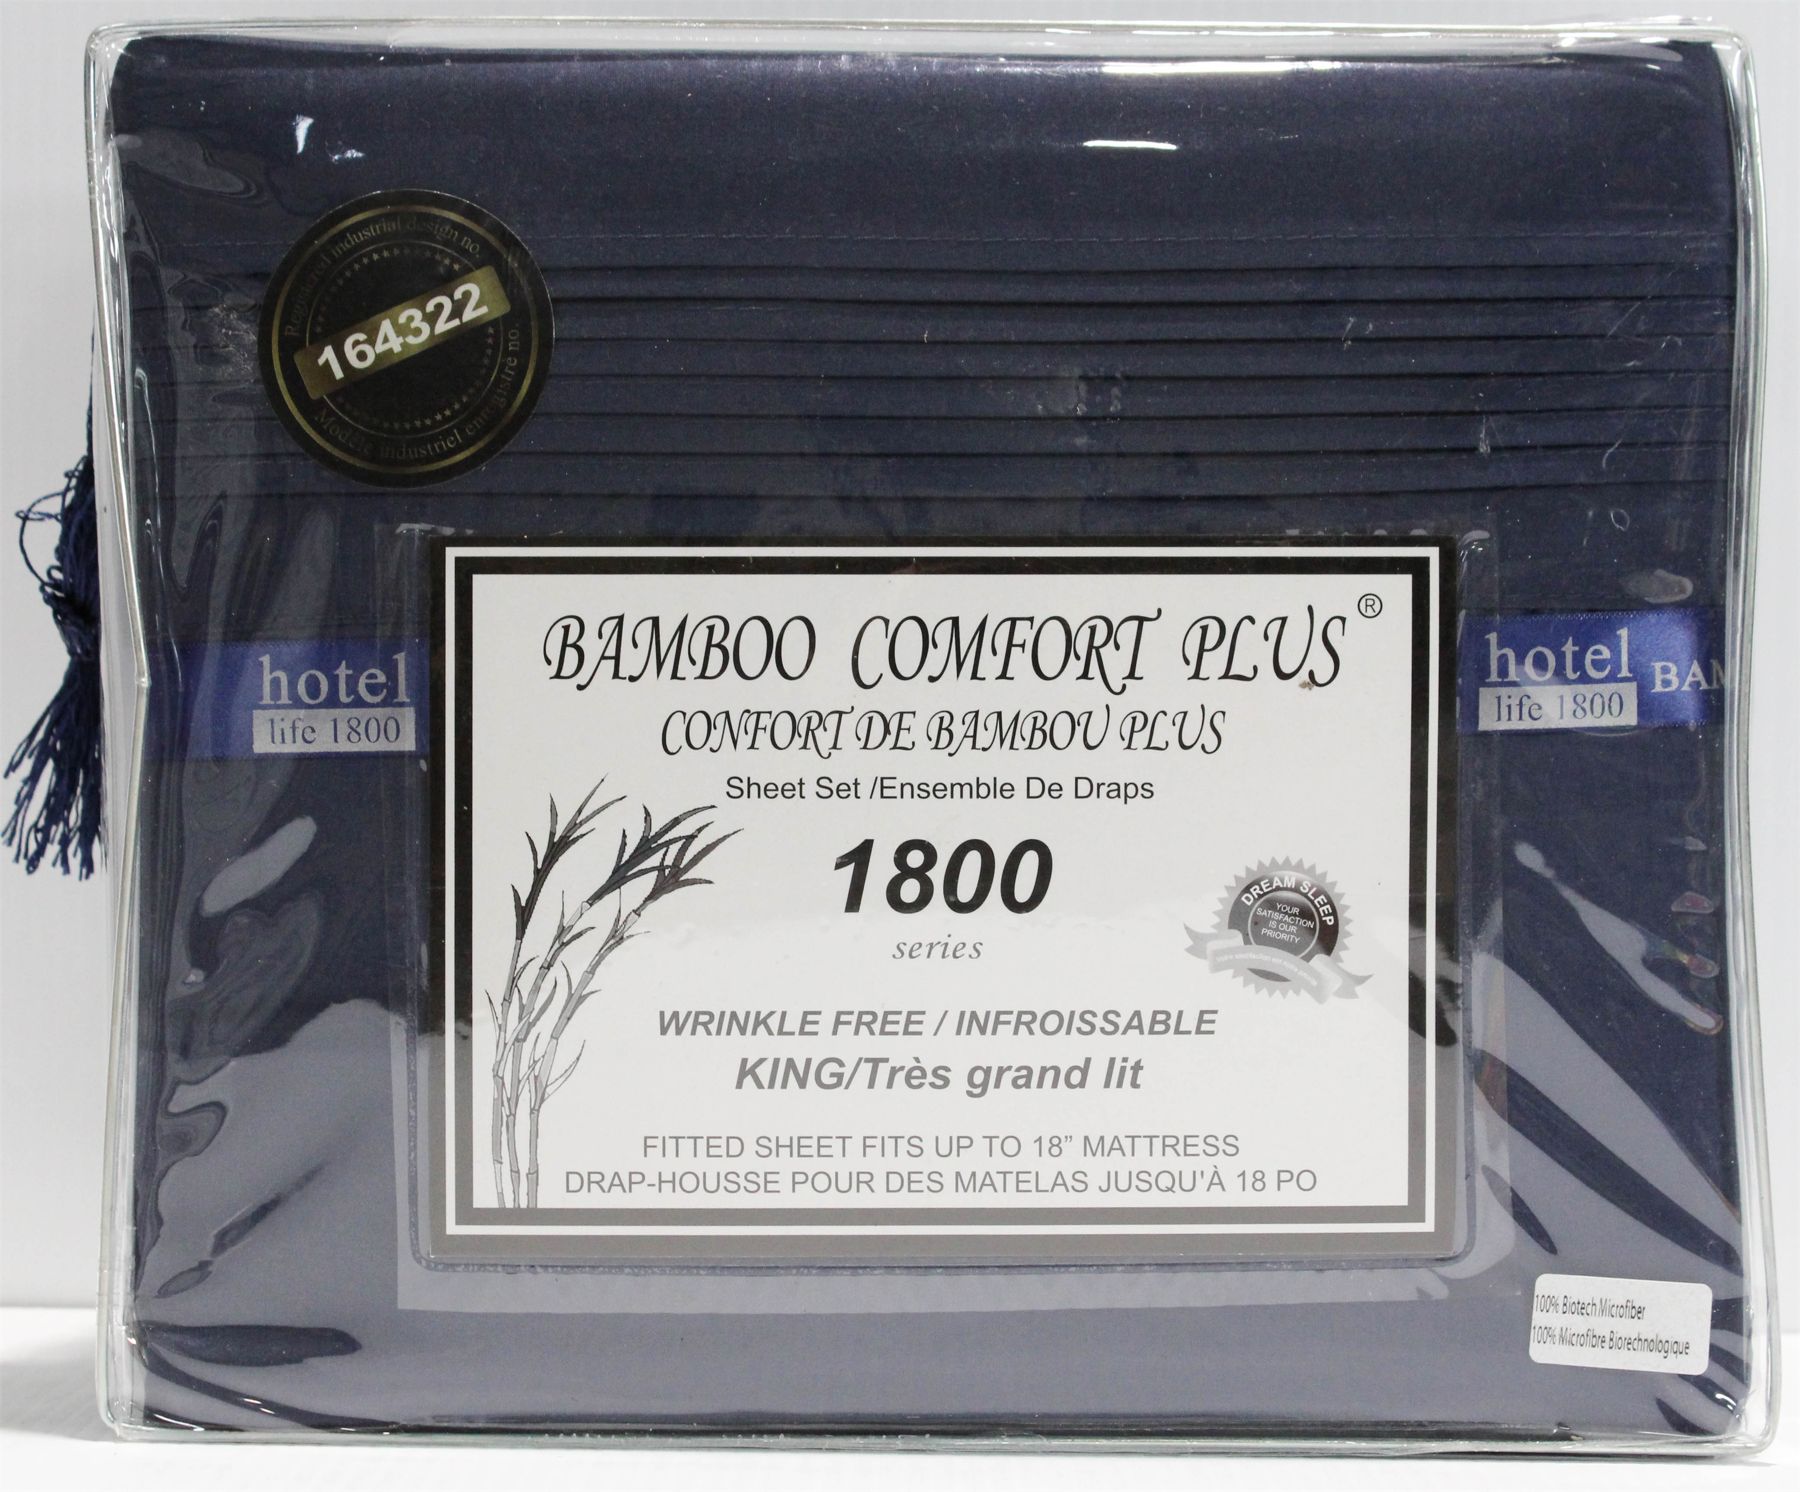 Registered industrial design no.
164322
Modèle industriel enregistré no.
hotel
life 1800
hotel
life 1800
BAM
BAMBOO COMFORT PLUS®
CONFORT DE BAMBOU PLUS
Sheet Set /Ensemble De Draps
1800
series
DREAM SLEEP
YOUR
SATISFACTION
IS OUR
PRIORITY
WRINKLE FREE / INFROISSABLE
KING/Très grand lit
FITTED SHEET FITS UP TO 18” MATTRESS
DRAP-HOUSSE POUR DES MATELAS JUSQU'À 18 PO
100% Biotech Microfiber
100% Microfibre Biorechnologique